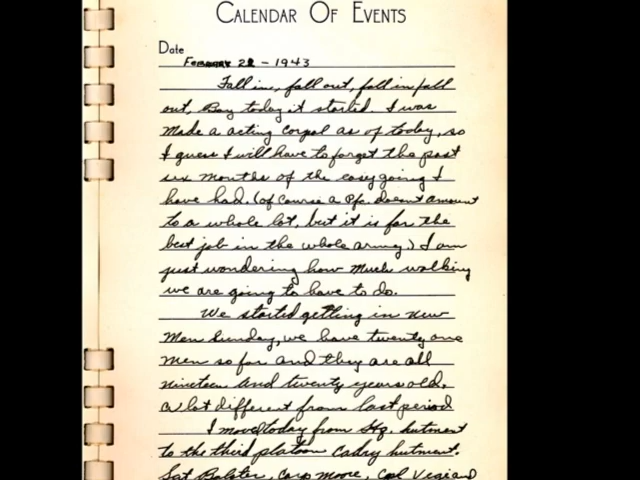 CALENDAR OF EVENTS
Date
February 22 - 1943
Fall in, fall out, fall in, fall
out, Boy today it started. I was
made a acting corpal as of today, so
I guess I will have to forget the past
six months of the easy going I
have had. (of course a Pfc. doesnt amount
to a whole lot, but it is for the
best job in the whole army.) I am
just wondering how much walking
we are going to have to do.
We started getting in new
men Sunday, we have twenty one
men so far and they are all
nineteen and twenty years old,
a lot different from last period
I move today from Hq. hutment
to the third platoon Cadry hutment.
Sgt Bolster, Corp Moore, Cpl